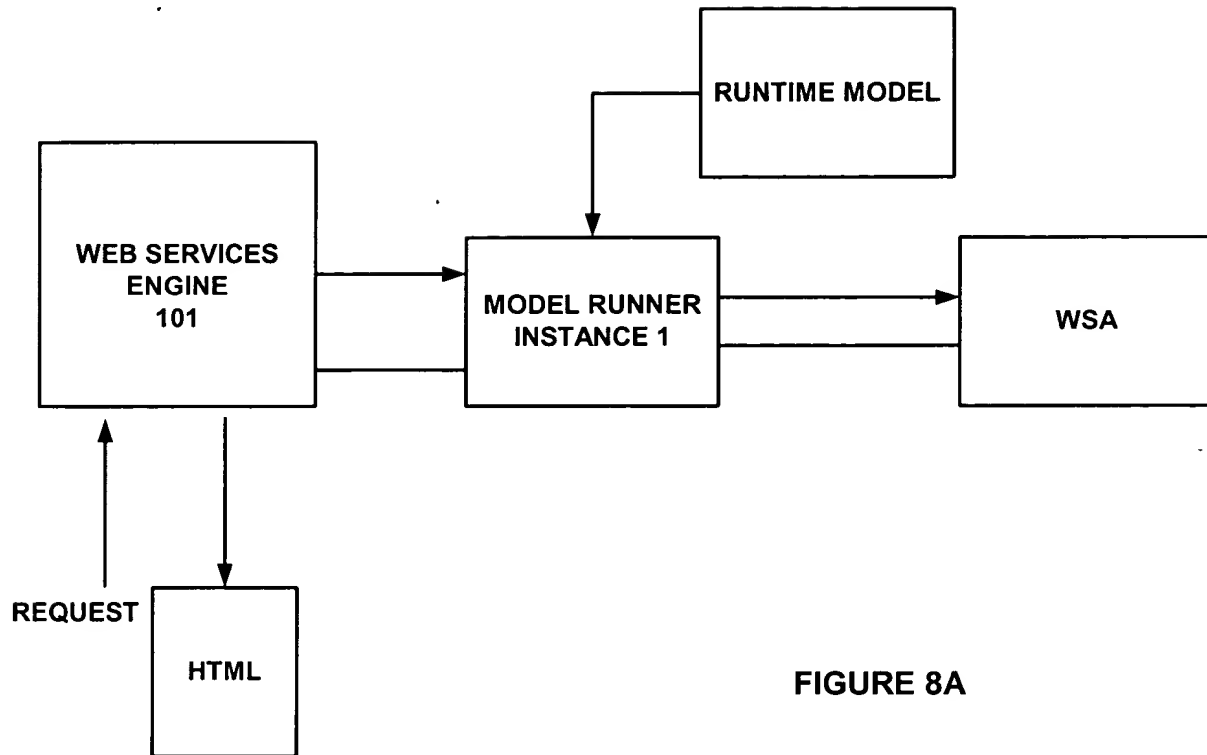 RUNTIME MODEL
WEB SERVICES
ENGINE
101
MODEL RUNNER
INSTANCE 1
WSA
REQUEST
HTML
FIGURE 8A